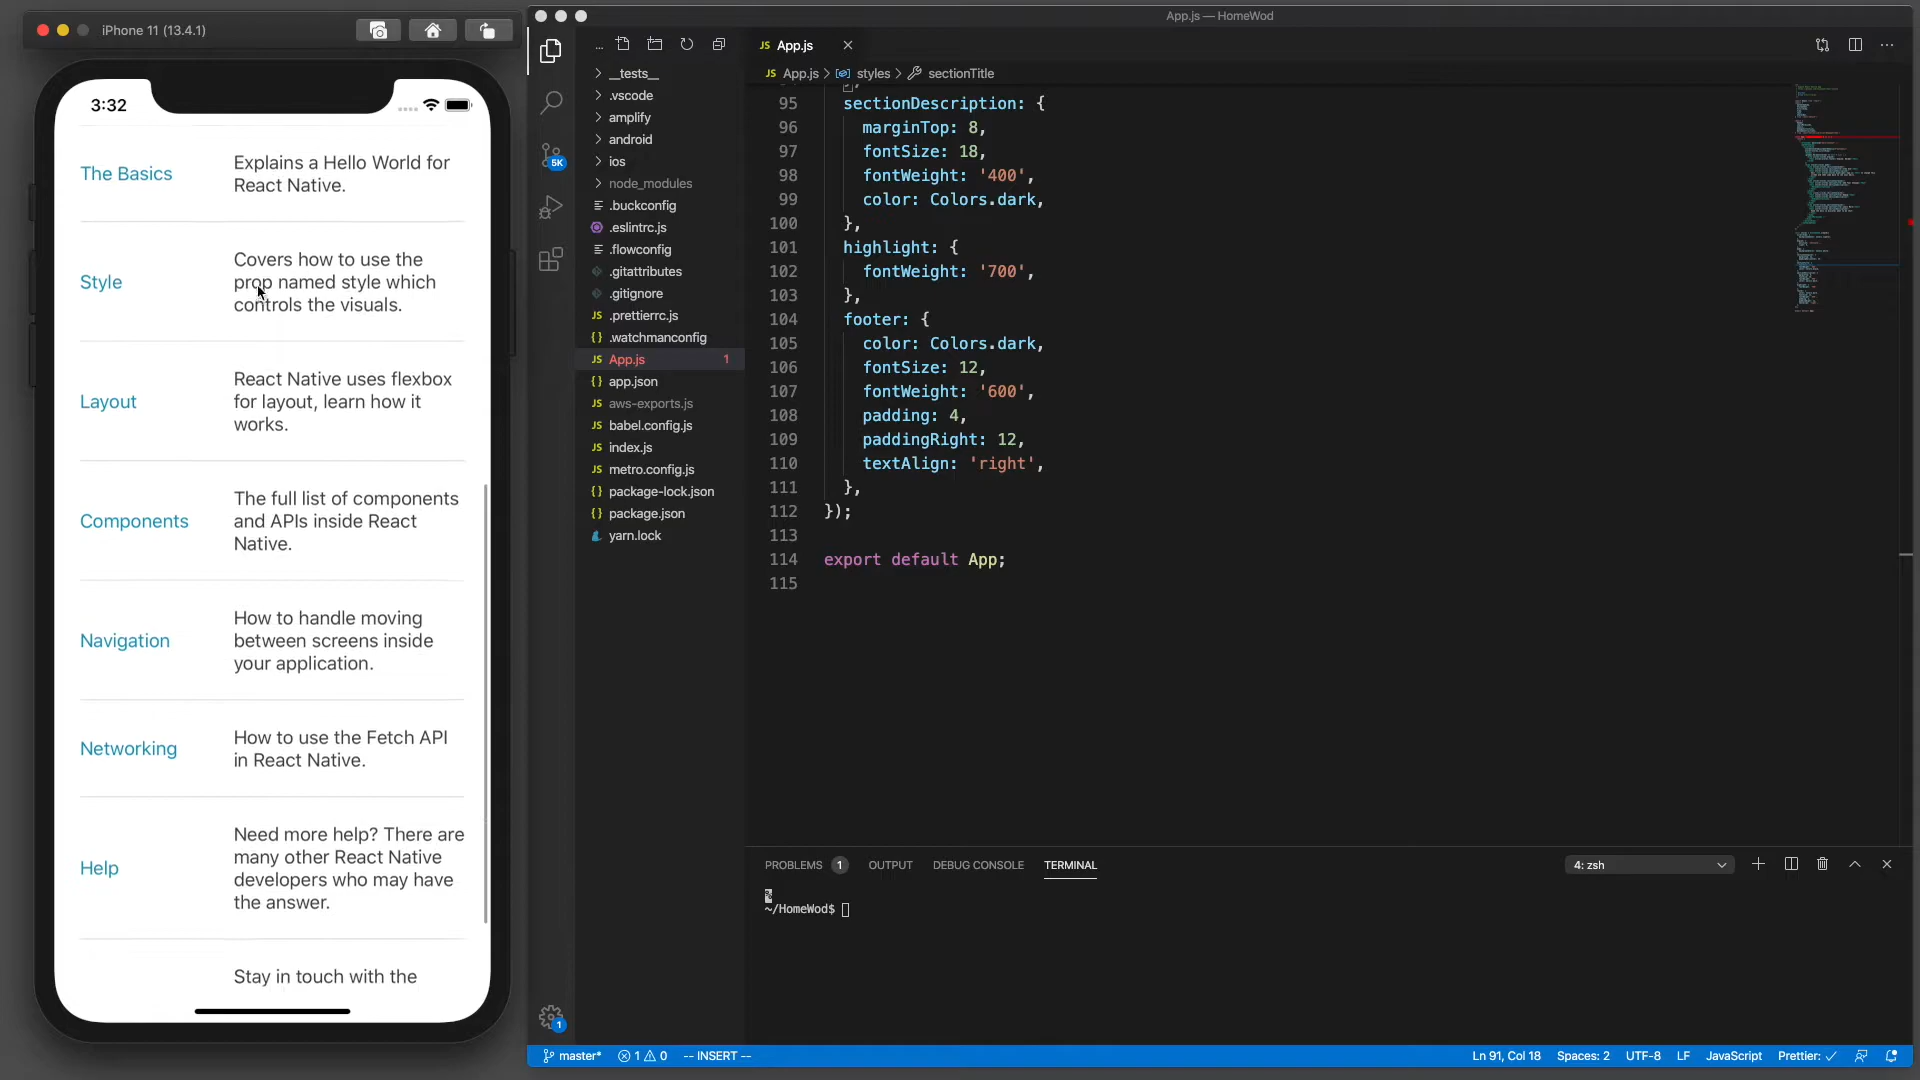 iPhone 11 (13.4.1)
3:32
The Basics
Explains a Hello World for
React Native.
Style
Covers how to use the
prop named style which
controls the visuals.
Layout
React Native uses flexbox
for layout, learn how it
works.
Components
The full list of components
and APIs inside React
Native.
Navigation
How to handle moving
between screens inside
your application.
Networking
How to use the Fetch API
in React Native.
Help
Need more help? There are
many other React Native
developers who may have
the answer.
Stay in touch with the
App.js — HomeWod
5K
1
...
__tests__
.vscode
amplify
android
ios
node_modules
.buckconfig
.eslintrc.js
.flowconfig
.gitattributes
.gitignore
.prettierrc.js
{} .watchmanconfig
JS App.js 1
{} app.json
JS aws-exports.js
JS babel.config.js
JS index.js
JS metro.config.js
{} package-lock.json
{} package.json
yarn.lock
JS App.js
JS App.js > styles > sectionTitle
95 sectionDescription: {
96 marginTop: 8,
97 fontSize: 18,
98 fontWeight: '400',
99 color: Colors.dark,
100 },
101 highlight: {
102 fontWeight: '700',
103 },
104 footer: {
105 color: Colors.dark,
106 fontSize: 12,
107 fontWeight: '600',
108 padding: 4,
109 paddingRight: 12,
110 textAlign: 'right',
111 },
112 });
113
114 export default App;
115
PROBLEMS 1 OUTPUT DEBUG CONSOLE TERMINAL 4: zsh
%
~/HomeWod$
master* 1 0 -- INSERT -- Ln 91, Col 18 Spaces: 2 UTF-8 LF JavaScript Prettier: ✓